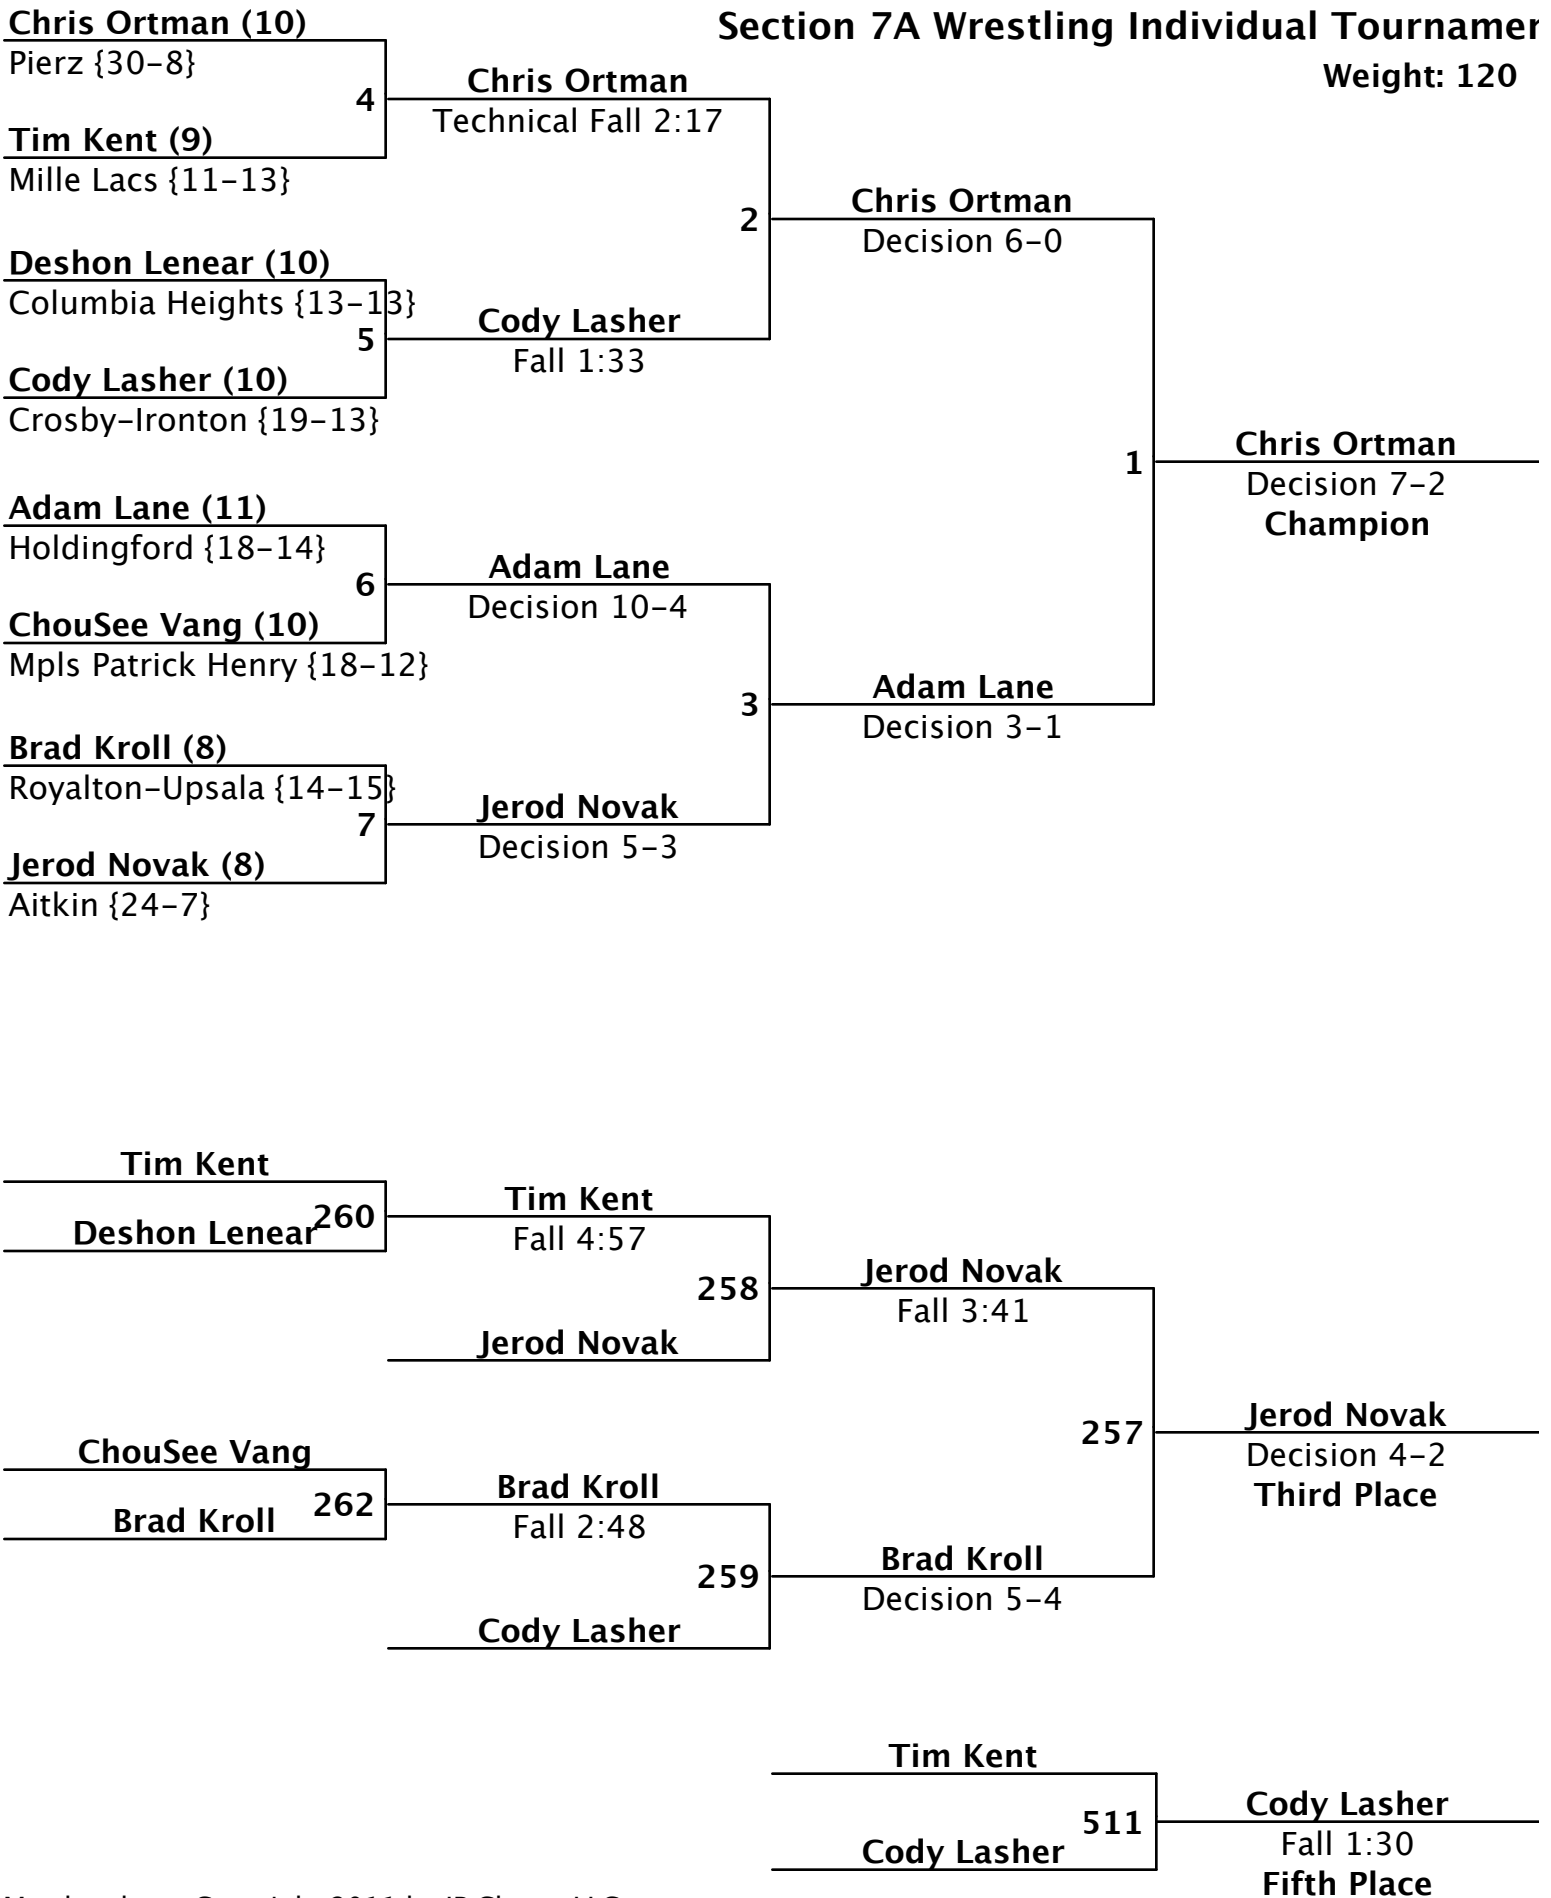 Section 7A Wrestling Individual
Weight: 120
Chris Ortman (10)
Pierz {30-8}
4
Tim Kent (9)
Mille Lacs {11-13}
Chris Ortman
Technical Fall 2:17
2
Deshon Lenear (10)
Columbia Heights {13-13}
5
Cody Lasher (10)
Crosby-Ironton {19-13}
Cody Lasher
Fall 1:33
Chris Ortman
Decision 6-0
1
Adam Lane (11)
Holdingford {18-14}
6
ChouSee Vang (10)
Mpls Patrick Henry {18-12}
Adam Lane
Decision 10-4
3
Brad Kroll (8)
Royalton-Upsala {14-15}
7
Jerod Novak (8)
Aitkin {24-7}
Jerod Novak
Decision 5-3
Adam Lane
Decision 3-1
Chris Ortman
Decision 7-2
Champion
Tim Kent
260
Deshon Lenear
Tim Kent
Fall 4:57
258
Jerod Novak
Jerod Novak
Fall 3:41
257
ChouSee Vang
262
Brad Kroll
Brad Kroll
Fall 2:48
259
Cody Lasher
Brad Kroll
Decision 5-4
Jerod Novak
Decision 4-2
Third Place
Tim Kent
511
Cody Lasher
Cody Lasher
Fall 1:30
Fifth Place